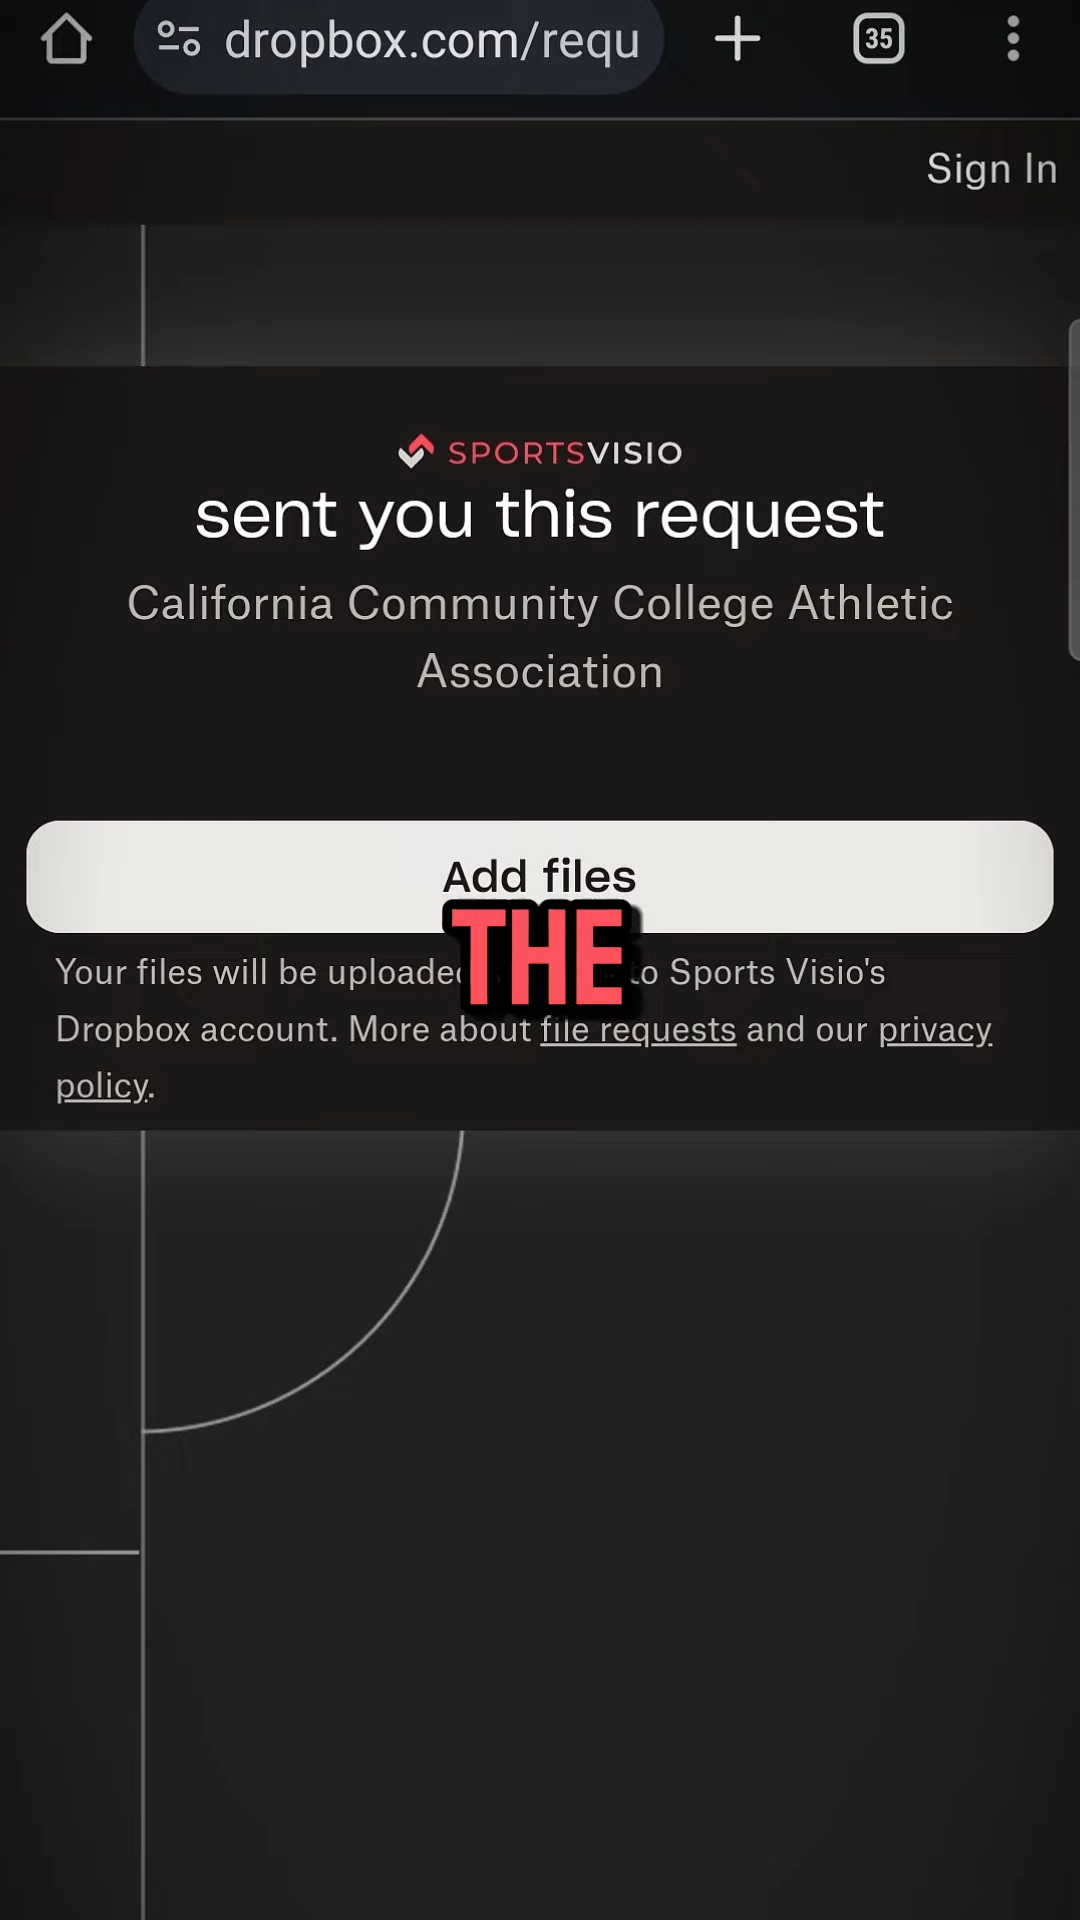 dropbox.com/requ
35
Sign In
SPORTSVISIO
sent you this request
California Community College Athletic
Association
Add files
THE
Your files will be uploaded to Sports Visio's
Dropbox account. More about file requests and our privacy
policy.